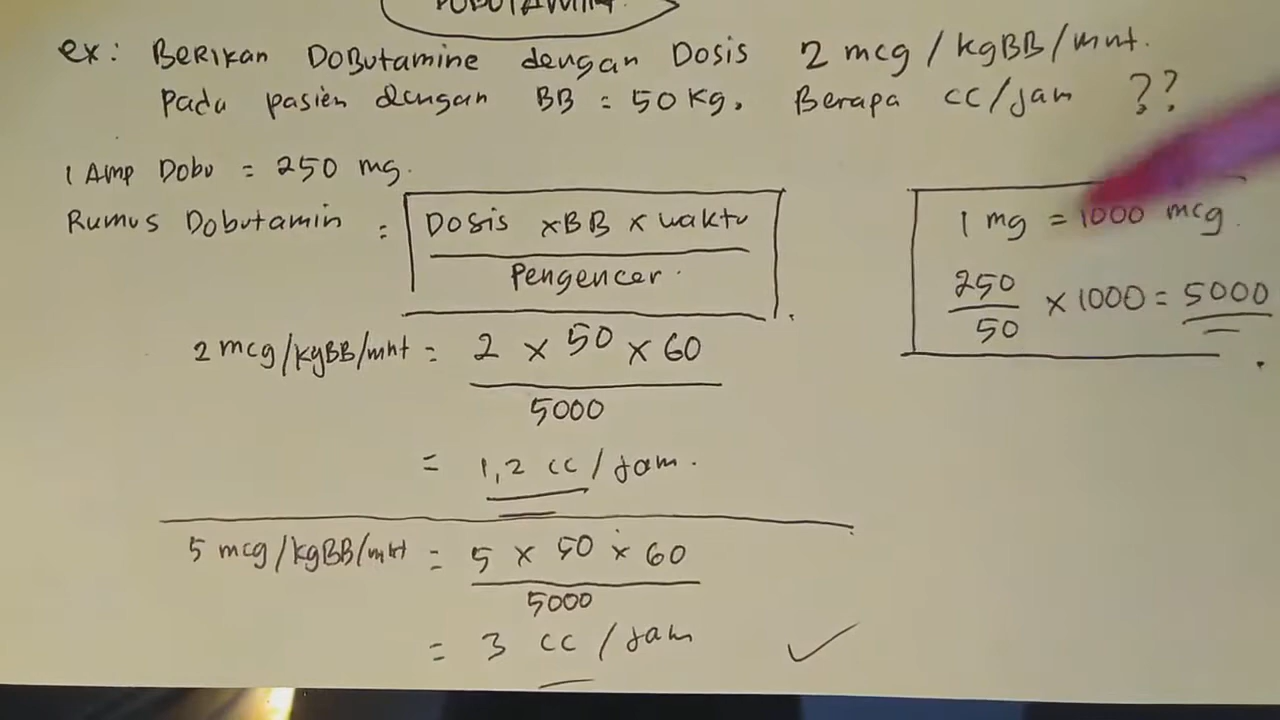 DOBUTAMIN
ex: Berikan Dobutamine dengan Dosis 2 mcg/kgBB/mnt.
Pada pasien dengan BB = 50 Kg. Berapa cc/jam ??
1 Amp Dobu = 250 mg.
Rumus Dobutamin = Dosis x BB x waktu
Pengencer.
1 mg = 1000 mcg.
250
/50 x 1000 = 5000
2 mcg/kgBB/mnt = 2 x 50 x 60
5000
= 1,2 cc/jam.
5 mcg/kgBB/mnt = 5 x 50 x 60
5000
= 3 cc/jam ✓